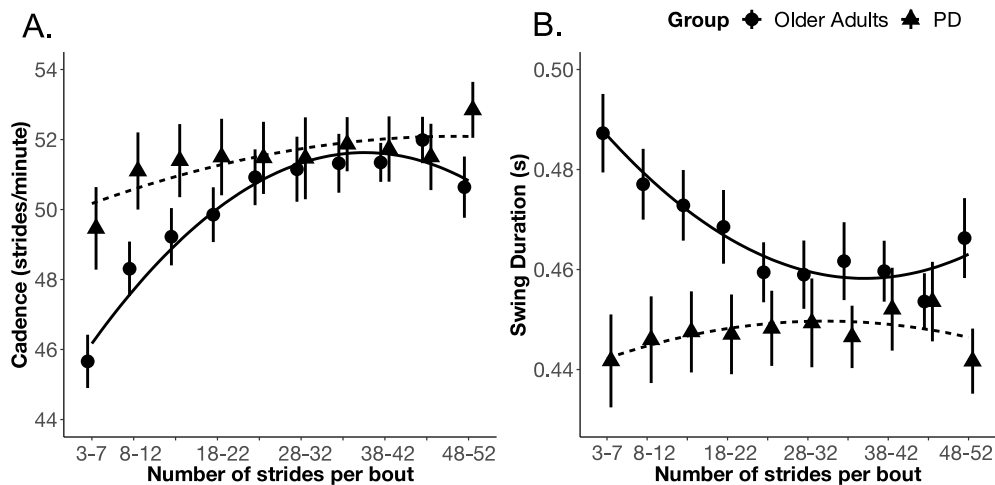 A.
B.
Group Older Adults PD
Cadence (strides/minute)
54
52
50
48
46
44
3-7 8-12 18-22 28-32 38-42 48-52
Number of strides per bout
Swing Duration (s)
0.50
0.48
0.46
0.44
3-7 8-12 18-22 28-32 38-42 48-52
Number of strides per bout